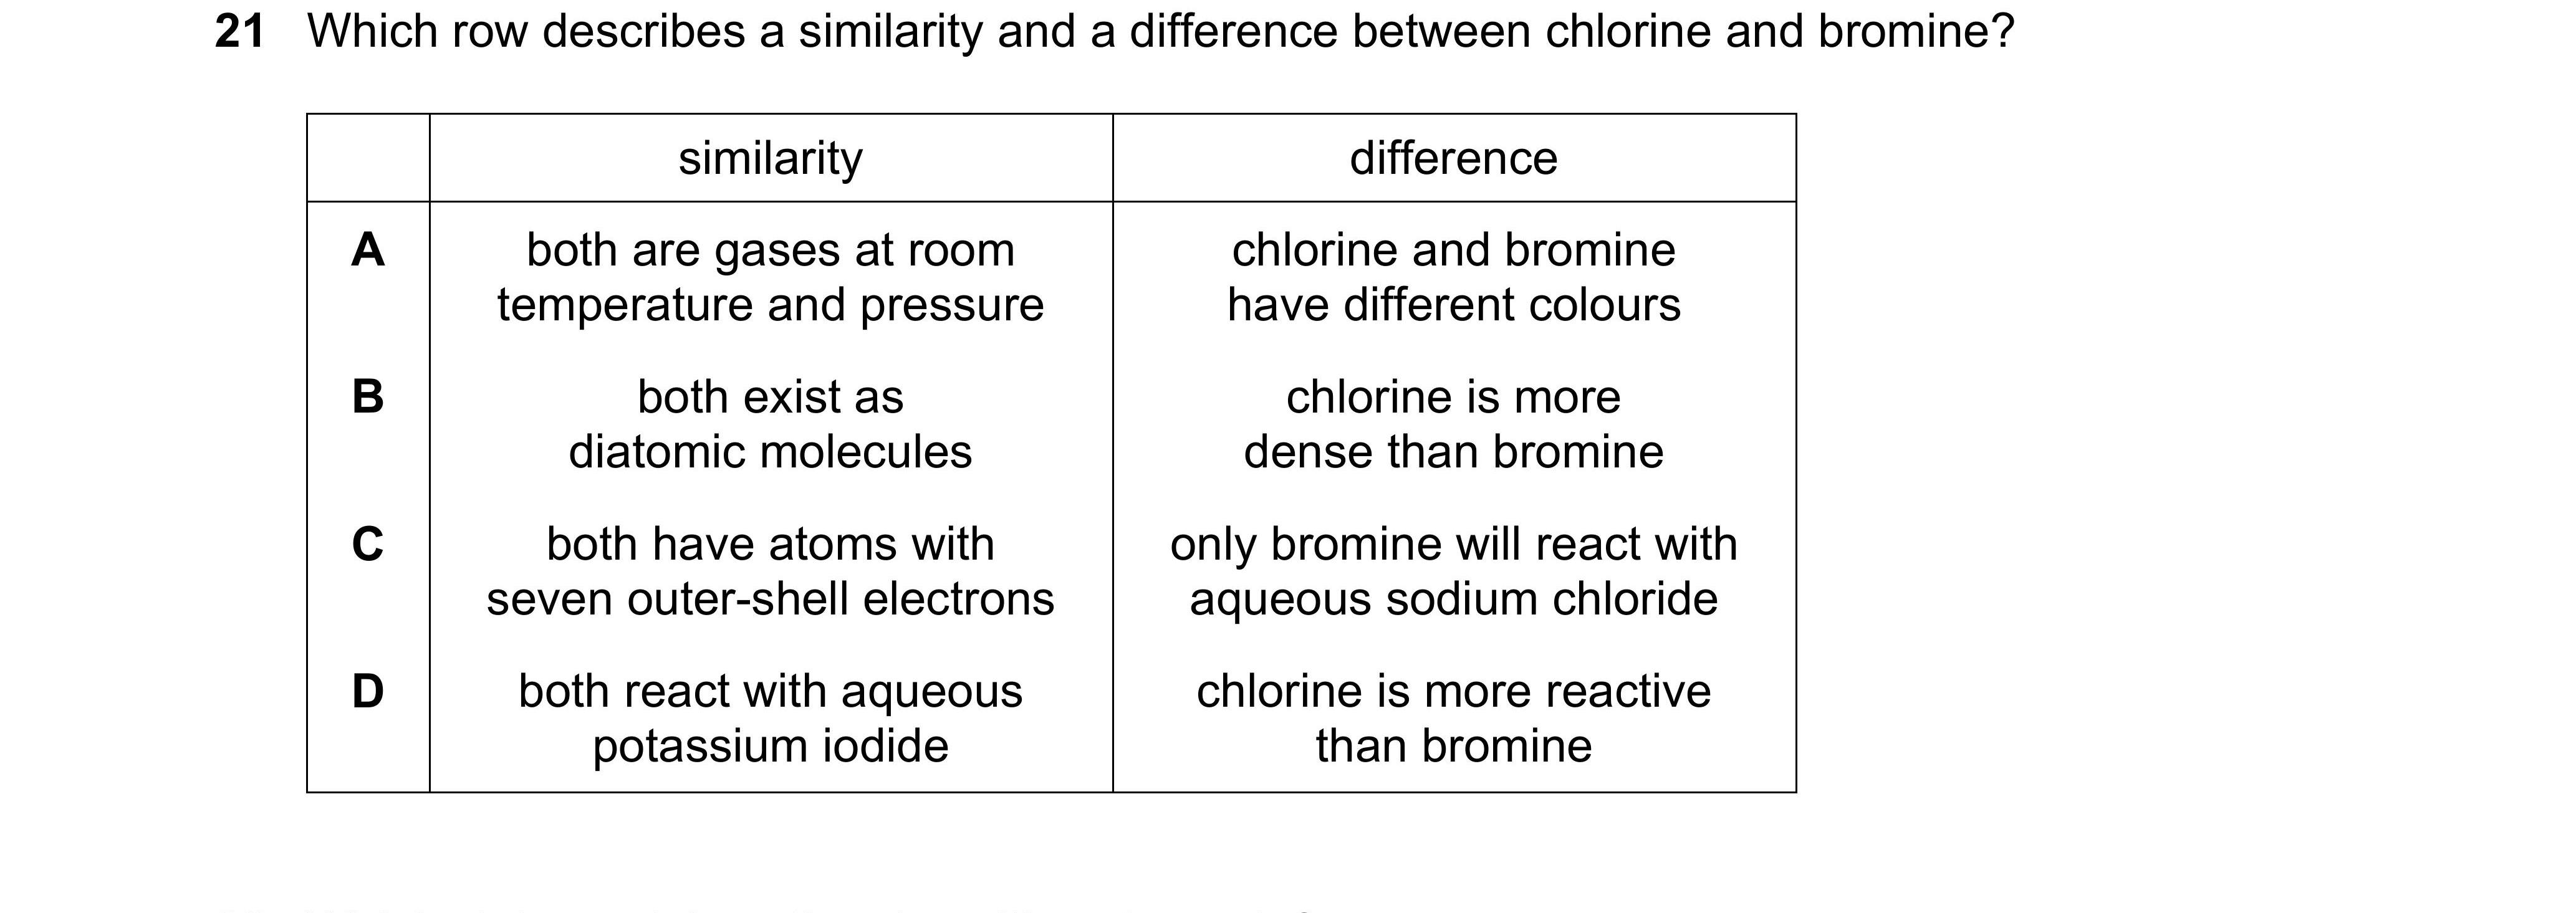 21 Which row describes a similarity and a difference between chlorine and bromine?
similarity difference
A both are gases at room temperature and pressure chlorine and bromine have different colours
B both exist as diatomic molecules chlorine is more dense than bromine
C both have atoms with seven outer-shell electrons only bromine will react with aqueous sodium chloride
D both react with aqueous potassium iodide chlorine is more reactive than bromine